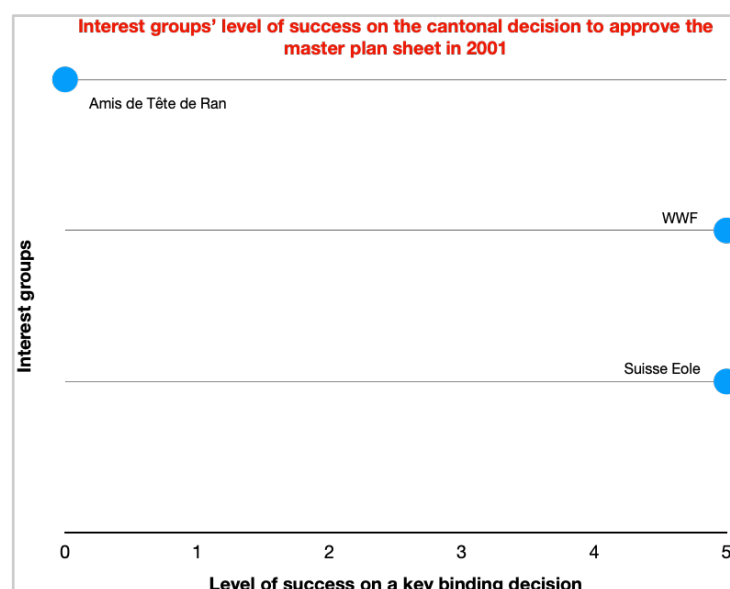 Interest groups’ level of success on the cantonal decision to approve the
master plan sheet in 2001
Amis de Tête de Ran
WWF
Suisse Eole
Interest groups
0 1 2 3 4 5
Level of success on a key binding decision